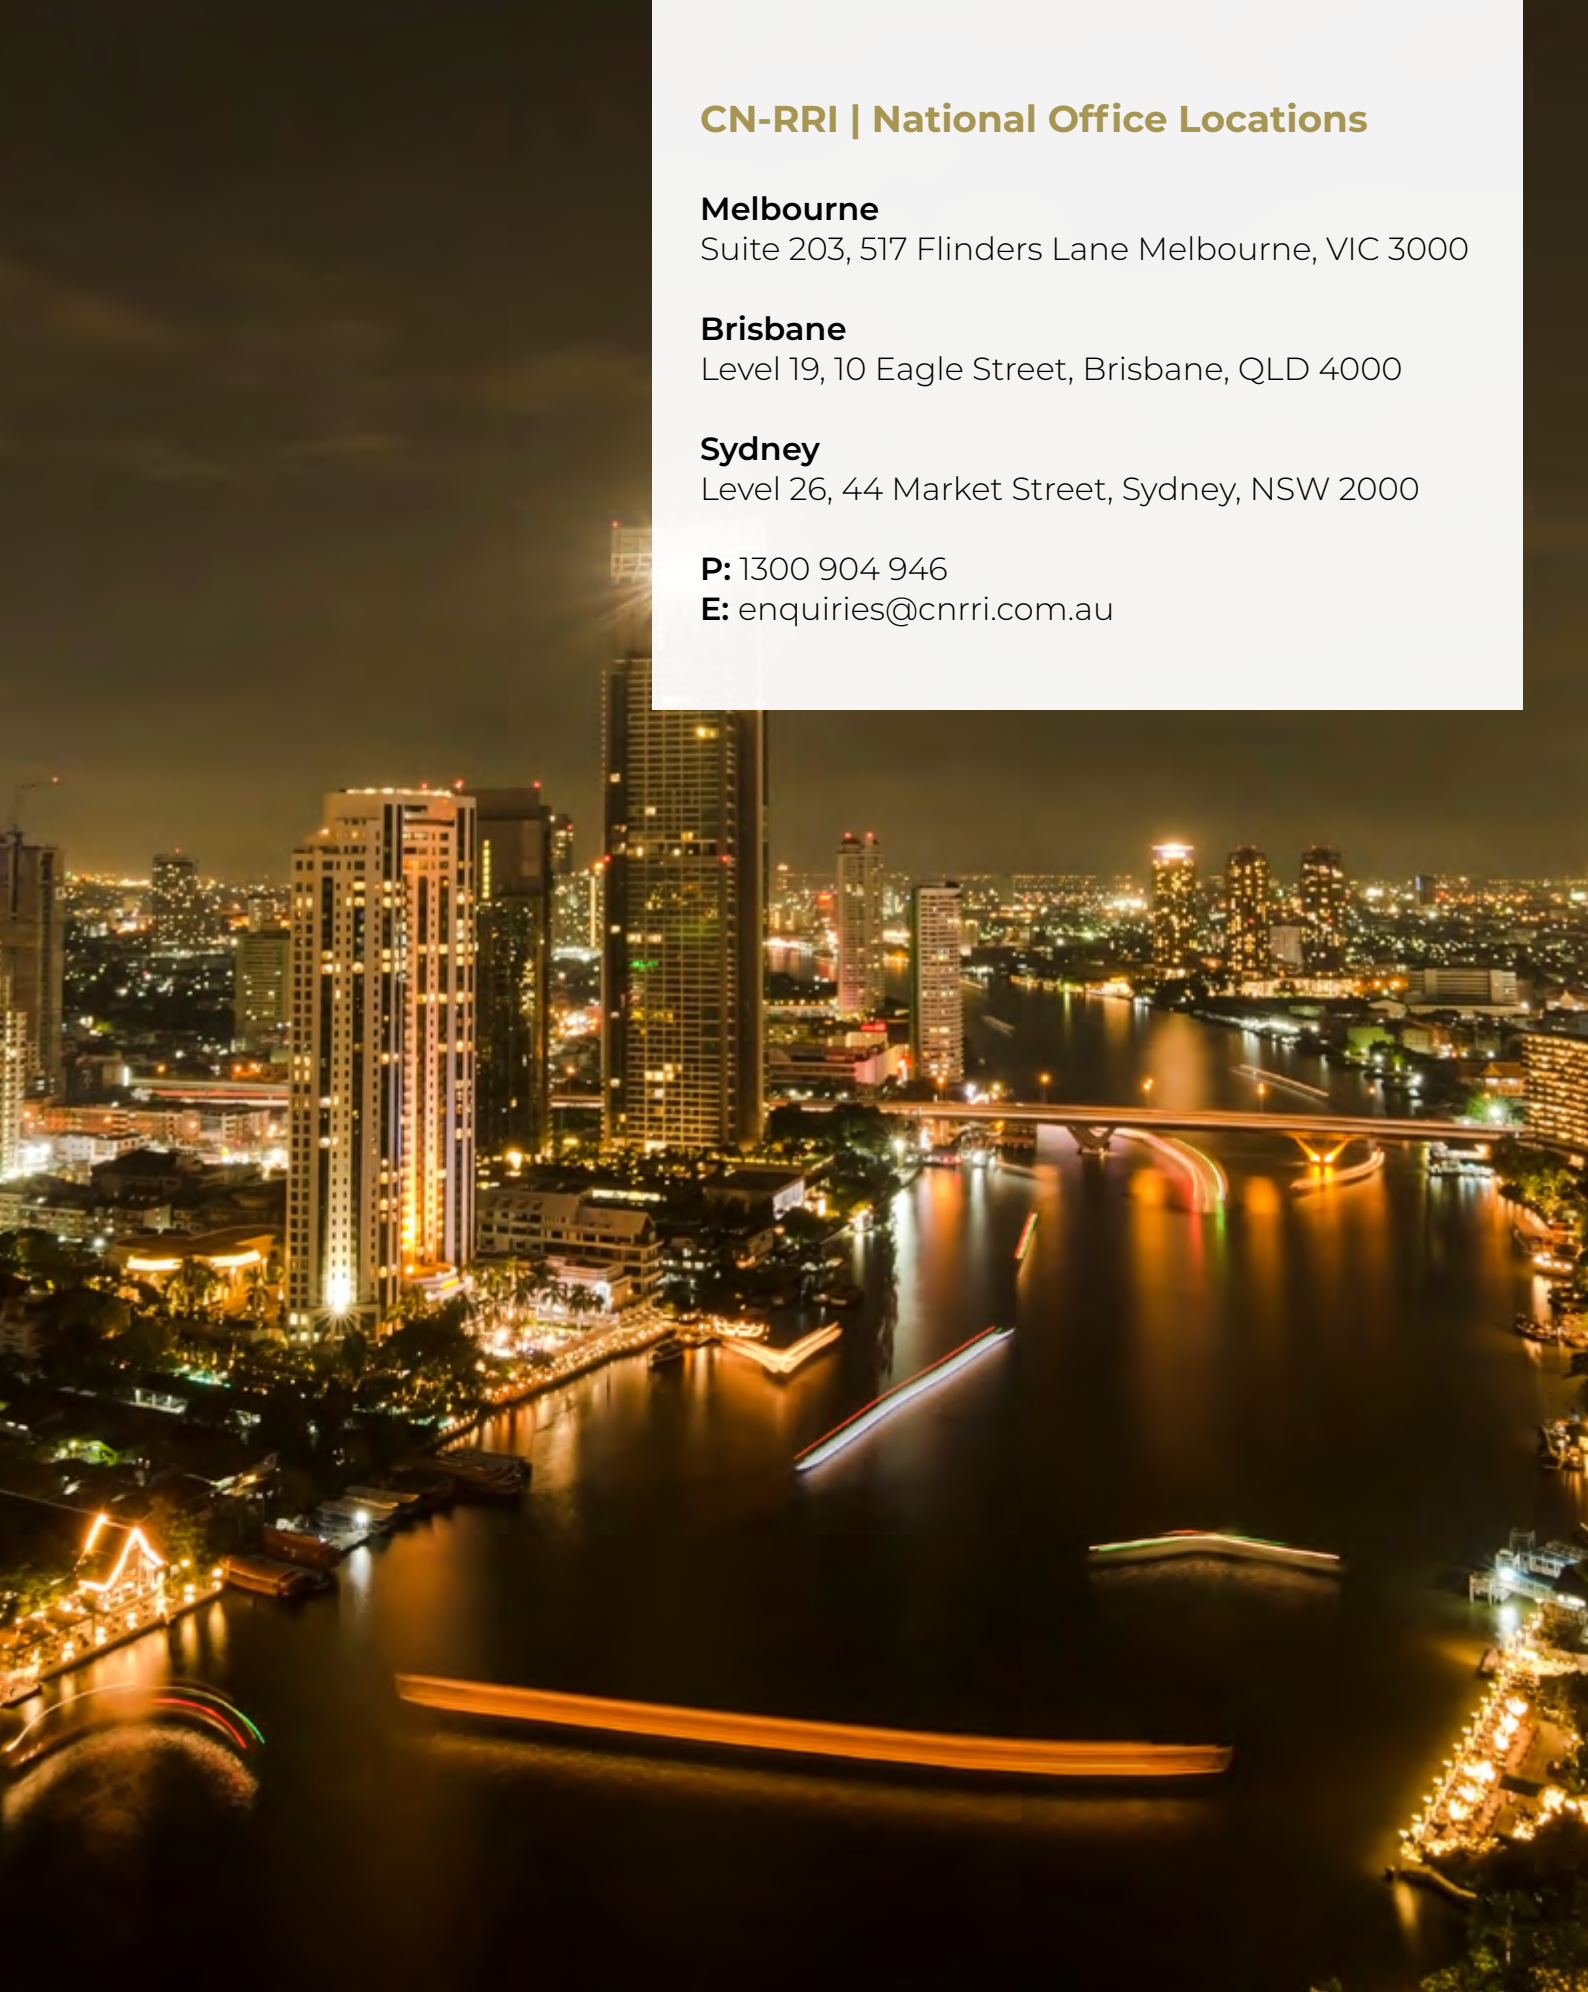 CN-RRI | National Office Locations
Melbourne
Suite 203, 517 Flinders Lane Melbourne, VIC 3000
Brisbane
Level 19, 10 Eagle Street, Brisbane, QLD 4000
Sydney
Level 26, 44 Market Street, Sydney, NSW 2000
P: 1300 904 946
E: enquiries@cnrri.com.au